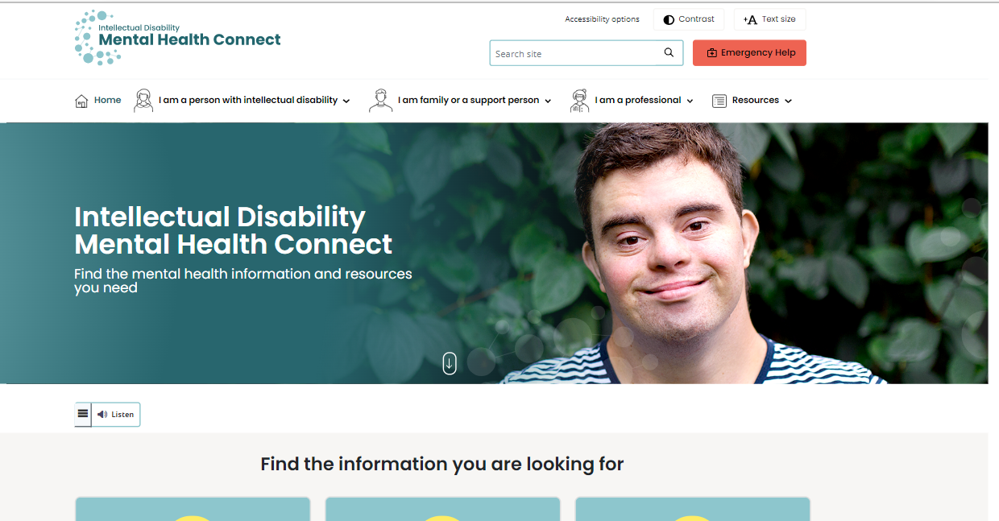 Intellectual Disability
Mental Health Connect
Accessibility options
Contrast
+A Text size
Search site
Emergency Help
Home
I am a person with intellectual disability
I am family or a support person
I am a professional
Resources
Intellectual Disability
Mental Health Connect
Find the mental health information and resources
you need
Listen
Find the information you are looking for